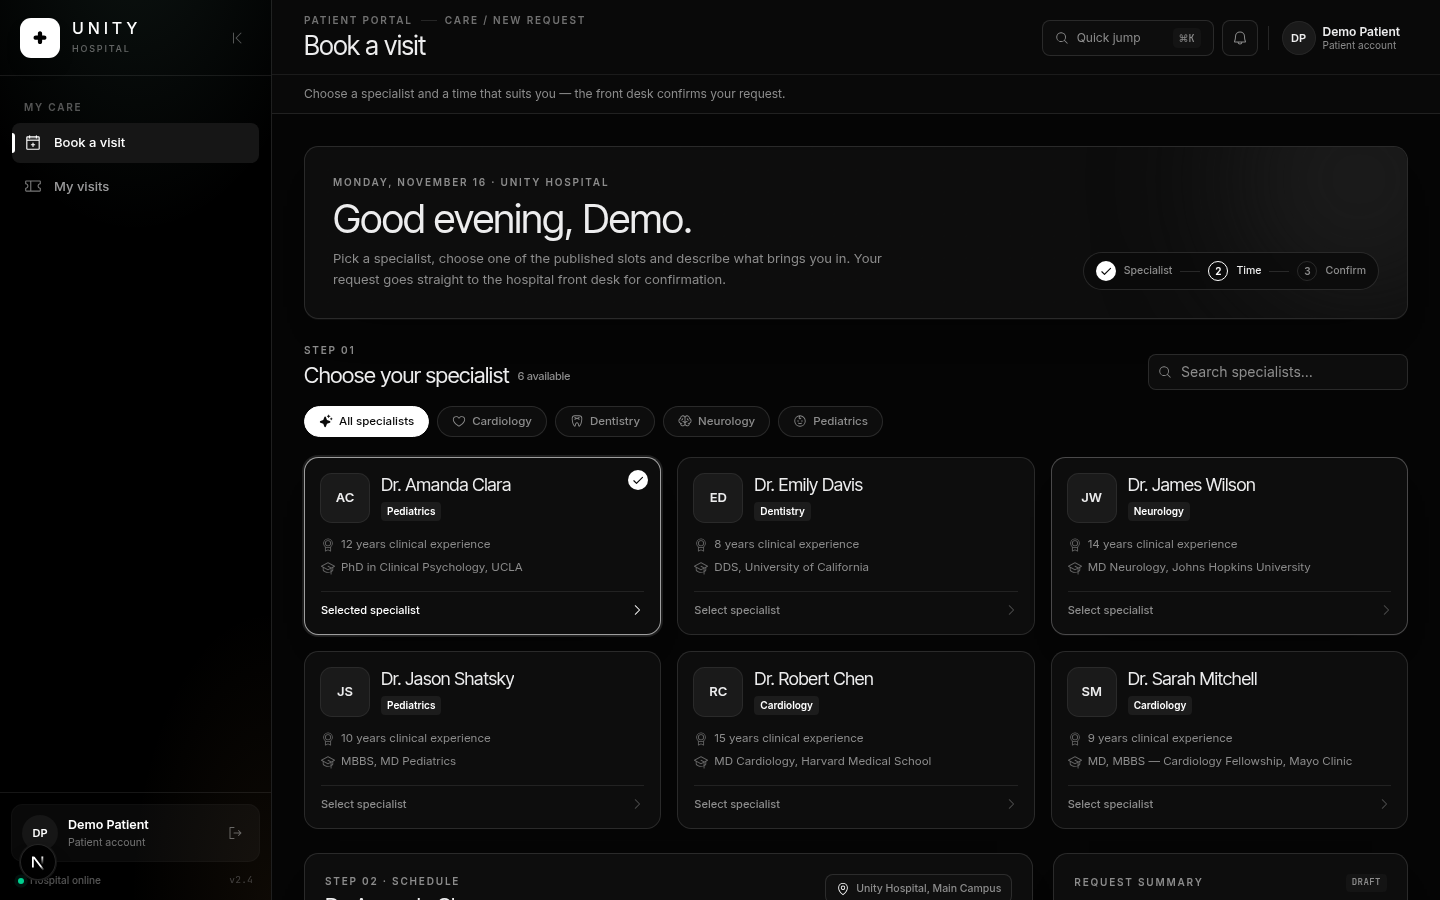 UNITY
HOSPITAL
MY CARE
Book a visit
My visits
Demo Patient
Patient account
DP
N
Hospital online
v2.4
PATIENT PORTAL — CARE / NEW REQUEST
Book a visit
Quick jump
⌘K
DP
Demo Patient
Patient account
Choose a specialist and a time that suits you — the front desk confirms your request.
MONDAY, NOVEMBER 16 · UNITY HOSPITAL
Good evening, Demo.
Pick a specialist, choose one of the published slots and describe what brings you in. Your
request goes straight to the hospital front desk for confirmation.
Specialist
2 Time
3 Confirm
STEP 01
Choose your specialist 6 available
Search specialists...
All specialists
Cardiology
Dentistry
Neurology
Pediatrics
AC
Dr. Amanda Clara
Pediatrics
12 years clinical experience
PhD in Clinical Psychology, UCLA
Selected specialist
ED
Dr. Emily Davis
Dentistry
8 years clinical experience
DDS, University of California
Select specialist
JW
Dr. James Wilson
Neurology
14 years clinical experience
MD Neurology, Johns Hopkins University
Select specialist
JS
Dr. Jason Shatsky
Pediatrics
10 years clinical experience
MBBS, MD Pediatrics
Select specialist
RC
Dr. Robert Chen
Cardiology
15 years clinical experience
MD Cardiology, Harvard Medical School
Select specialist
SM
Dr. Sarah Mitchell
Cardiology
9 years clinical experience
MD, MBBS — Cardiology Fellowship, Mayo Clinic
Select specialist
STEP 02 · SCHEDULE
Unity Hospital, Main Campus
REQUEST SUMMARY
DRAFT